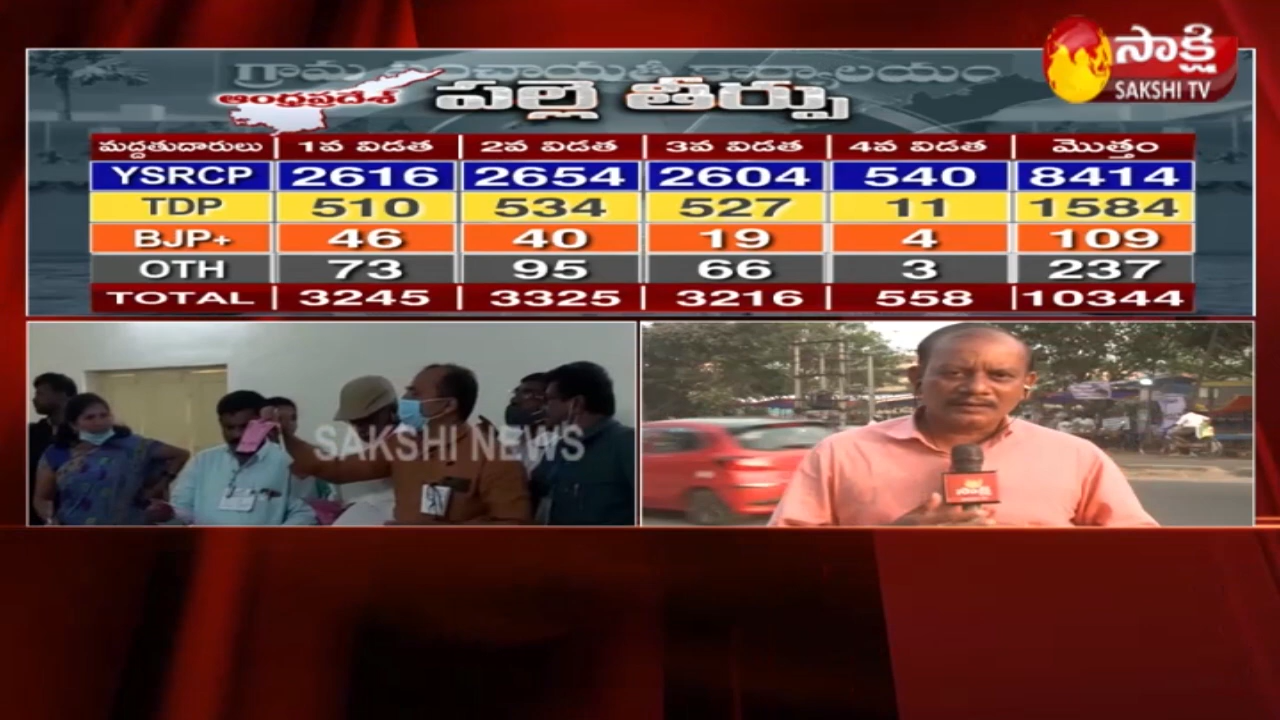 గ్రామ పంచాయతీ కార్యాలయం
ఆంధ్రప్రదేశ్ పల్లె తీర్పు
సాక్షి
SAKSHI TV
మద్దతుదారులు 1వ విడత 2వ విడత 3వ విడత 4వ విడత మొత్తం
YSRCP 2616 2654 2604 540 8414
TDP 510 534 527 11 1584
BJP+ 46 40 19 4 109
OTH 73 95 66 3 237
TOTAL 3245 3325 3216 558 10344
SAKSHI NEWS
సాక్షి